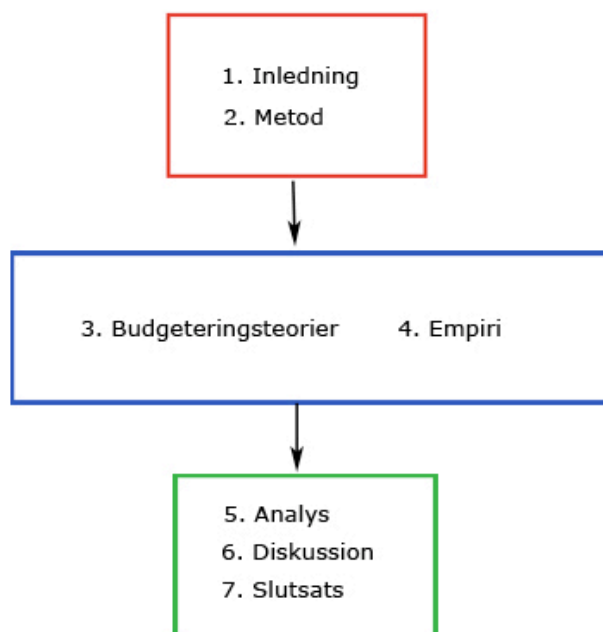 1. Inledning
2. Metod
3. Budgeteringsteorier 4. Empiri
5. Analys
6. Diskussion
7. Slutsats